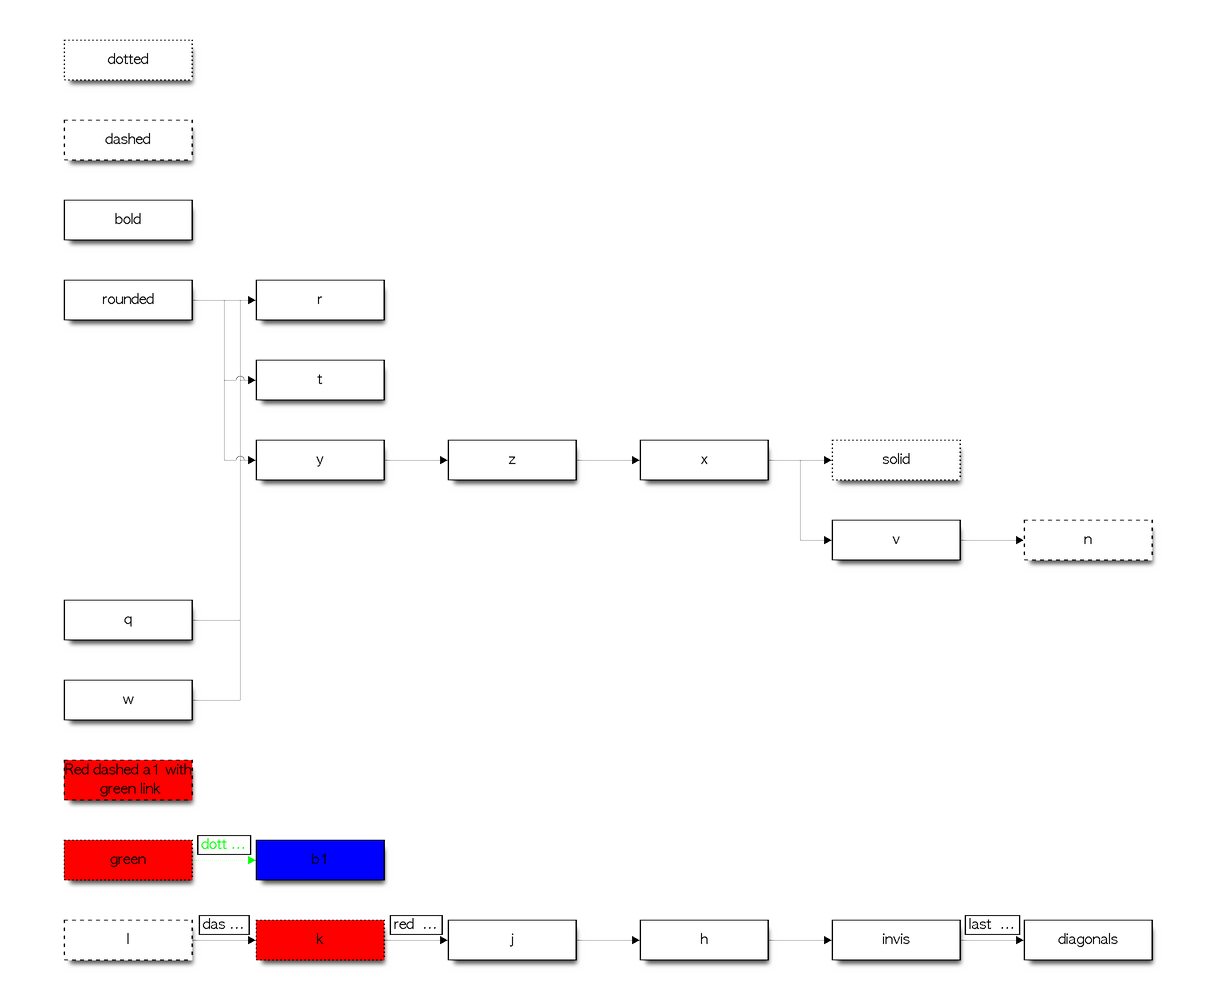 dotted
dashed
bold
rounded
r
t
y
z
x
solid
v
n
q
w
Red dashed a1 with
green link
green
dott ...
b1
l
das ...
k
red ...
j
h
invis
last ...
diagonals